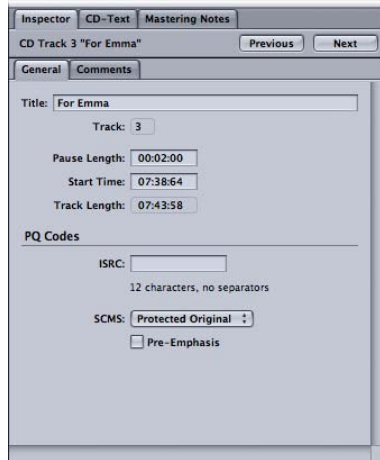 Inspector CD-Text Mastering Notes
CD Track 3 "For Emma" Previous Next
General Comments
Title: For Emma
Track: 3
Pause Length: 00:02:00
Start Time: 07:38:64
Track Length: 07:43:58
PQ Codes
ISRC:
12 characters, no separators
SCMS: Protected Original
Pre-Emphasis